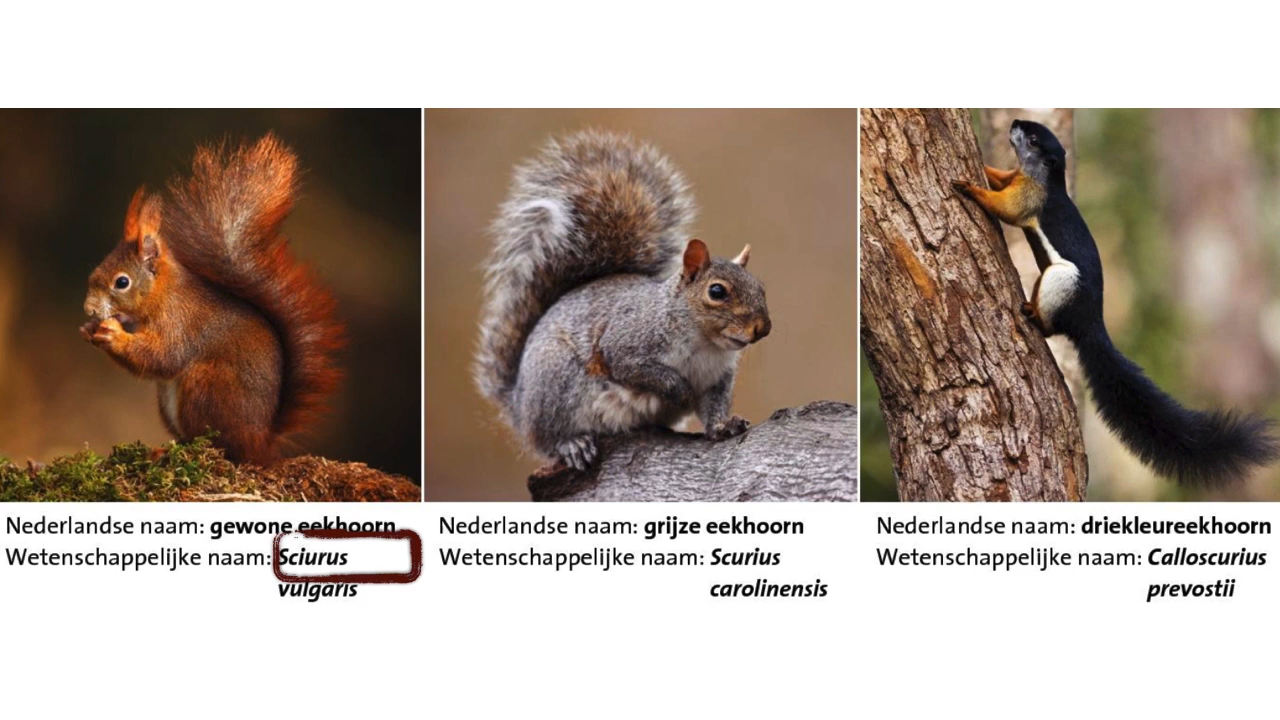 Nederlandse naam: gewone eekhoorn
Wetenschappelijke naam: Sciurus
vulgaris
Nederlandse naam: grijze eekhoorn
Wetenschappelijke naam: Scurius
carolinensis
Nederlandse naam: driekleureekhoorn
Wetenschappelijke naam: Calloscurius
prevostii